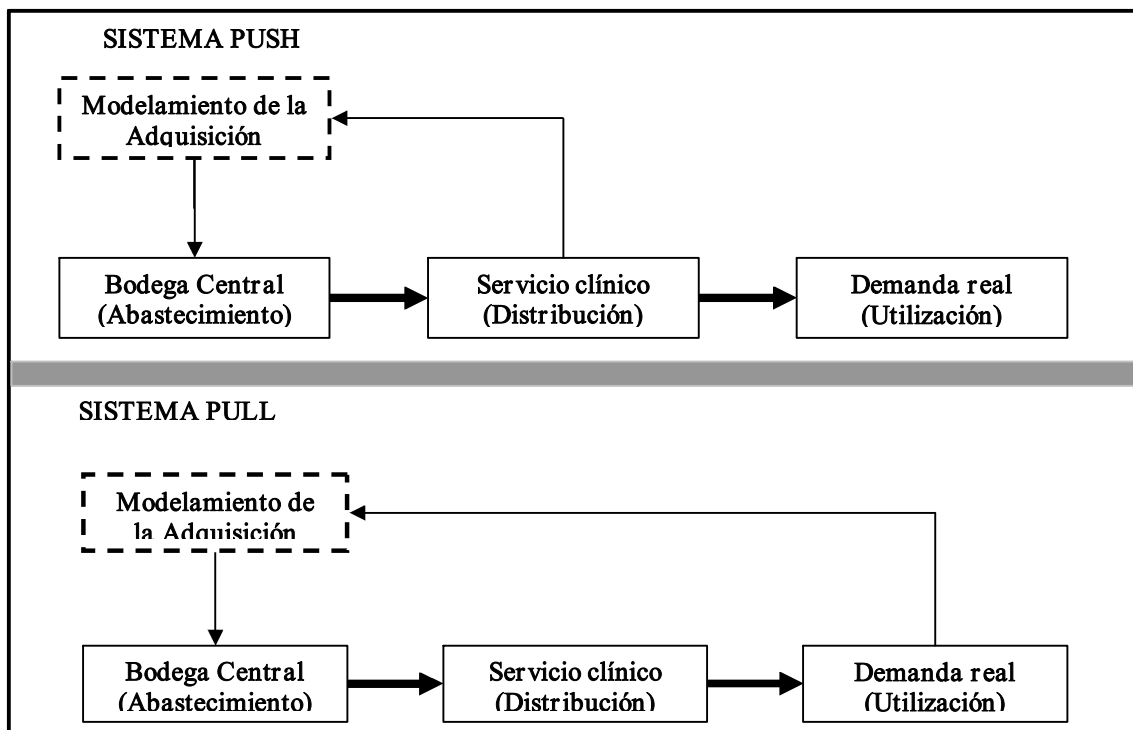 SISTEMA PUSH
Modelamiento de la
Adquisición
Bodega Central
(Abastecimiento)
Servicio clínico
(Distribución)
Demanda real
(Utilización)
SISTEMA PULL
Modelamiento de
la Adquisición
Bodega Central
(Abastecimiento)
Servicio clínico
(Distribución)
Demanda real
(Utilización)